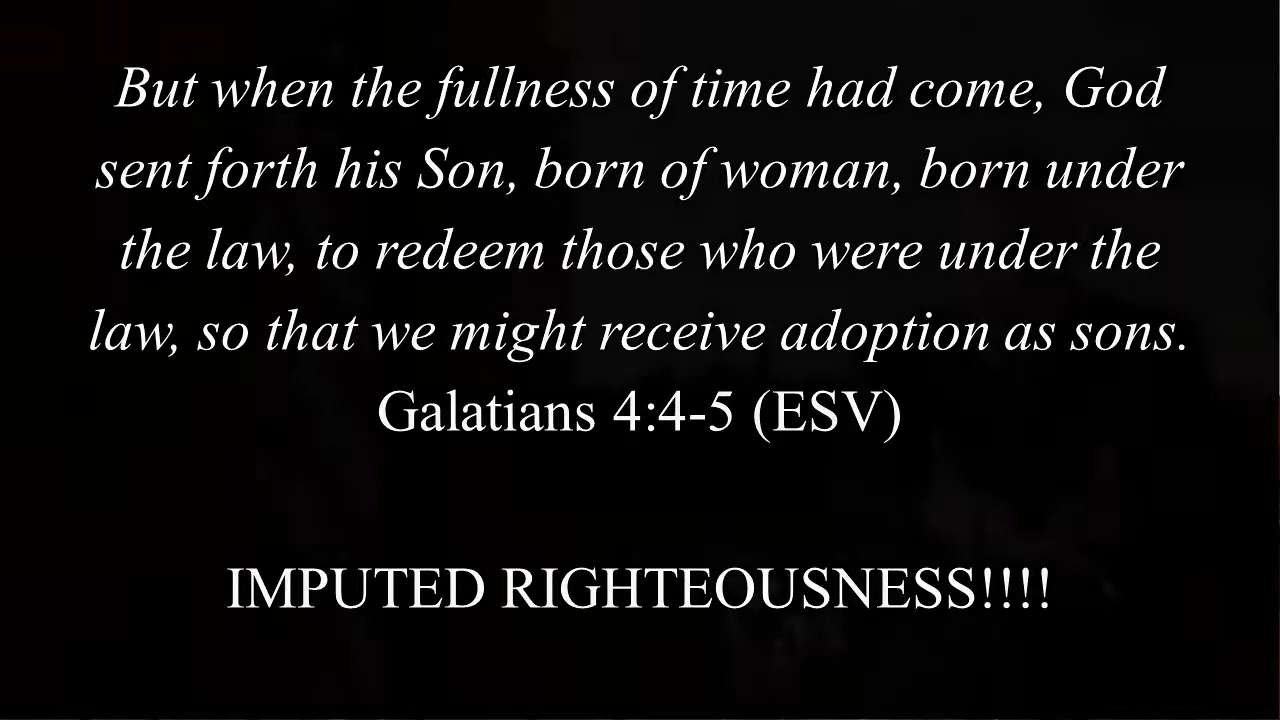 But when the fullness of time had come, God
sent forth his Son, born of woman, born under
the law, to redeem those who were under the
law, so that we might receive adoption as sons.
Galatians 4:4-5 (ESV)
IMPUTED RIGHTEOUSNESS!!!!